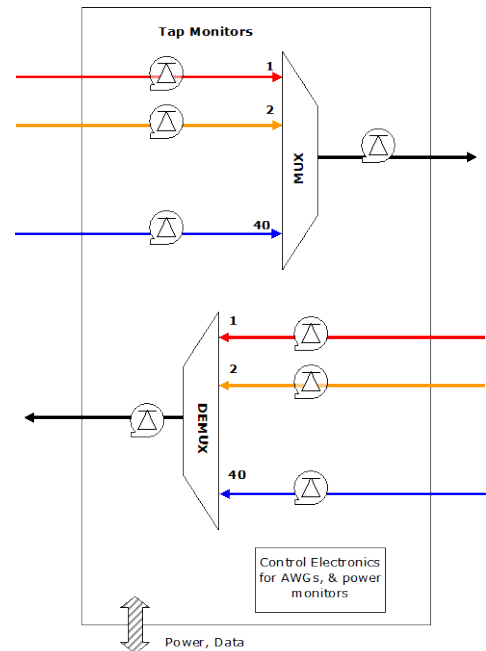 Tap Monitors
1
2
MUX
40
1
2
DEMUX
40
Control Electronics
for AWGs, & power
monitors
Power, Data